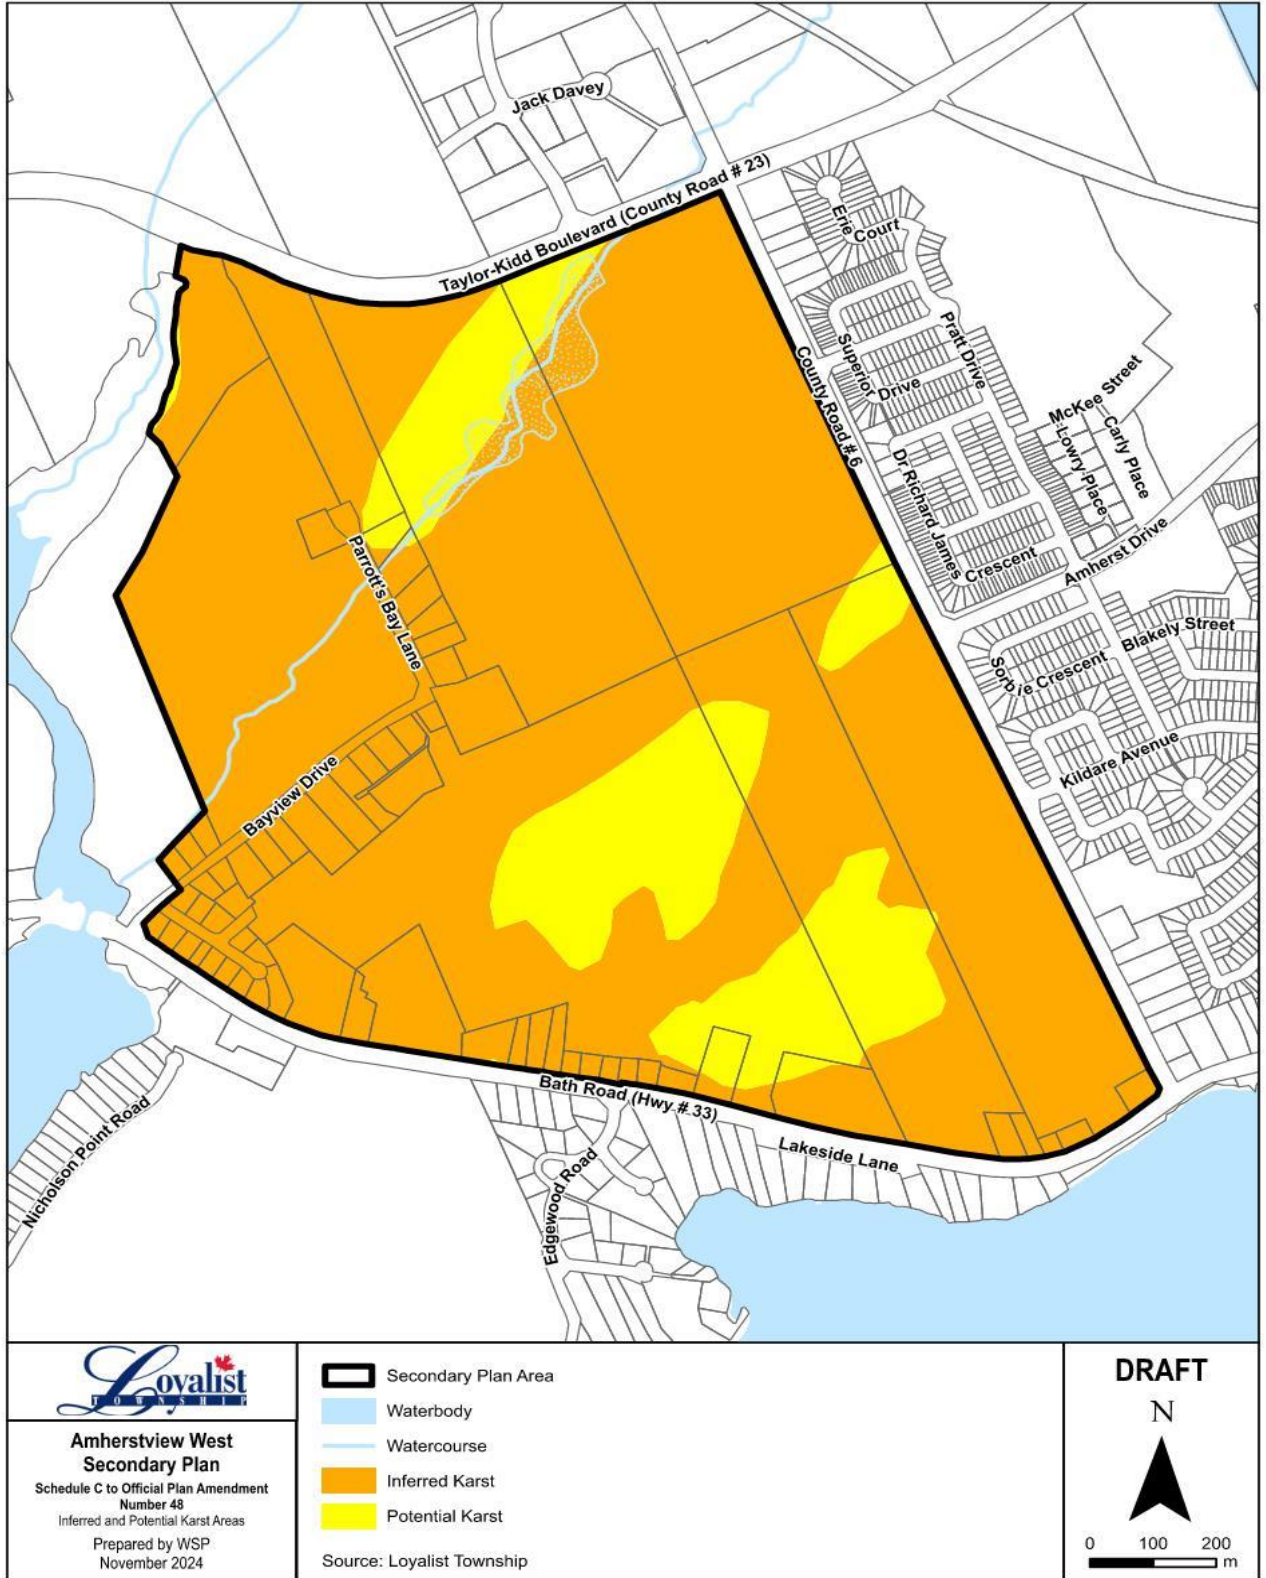 Jack Davey
Taylor-Kidd Boulevard (County Road # 23)
Erie Court
Superior Drive
Pratt Drive
County Road # 6
McKee Street
Carly Place
Lowry Place
Dr Richard James Crescent
Amherst Drive
Parrott's Bay Lane
Blakely Street
Sorbie Crescent
Kildare Avenue
Bayview Drive
Bath Road (Hwy # 33)
Lakeside Lane
Nicholson Point Road
Edgewood Road
Loyalist
TOWNSHIP
Amherstview West
Secondary Plan
Schedule C to Official Plan Amendment
Number 48
Inferred and Potential Karst Areas
Prepared by WSP
November 2024
Secondary Plan Area
Waterbody
Watercourse
Inferred Karst
Potential Karst
Source: Loyalist Township
DRAFT
N
0 100 200
m